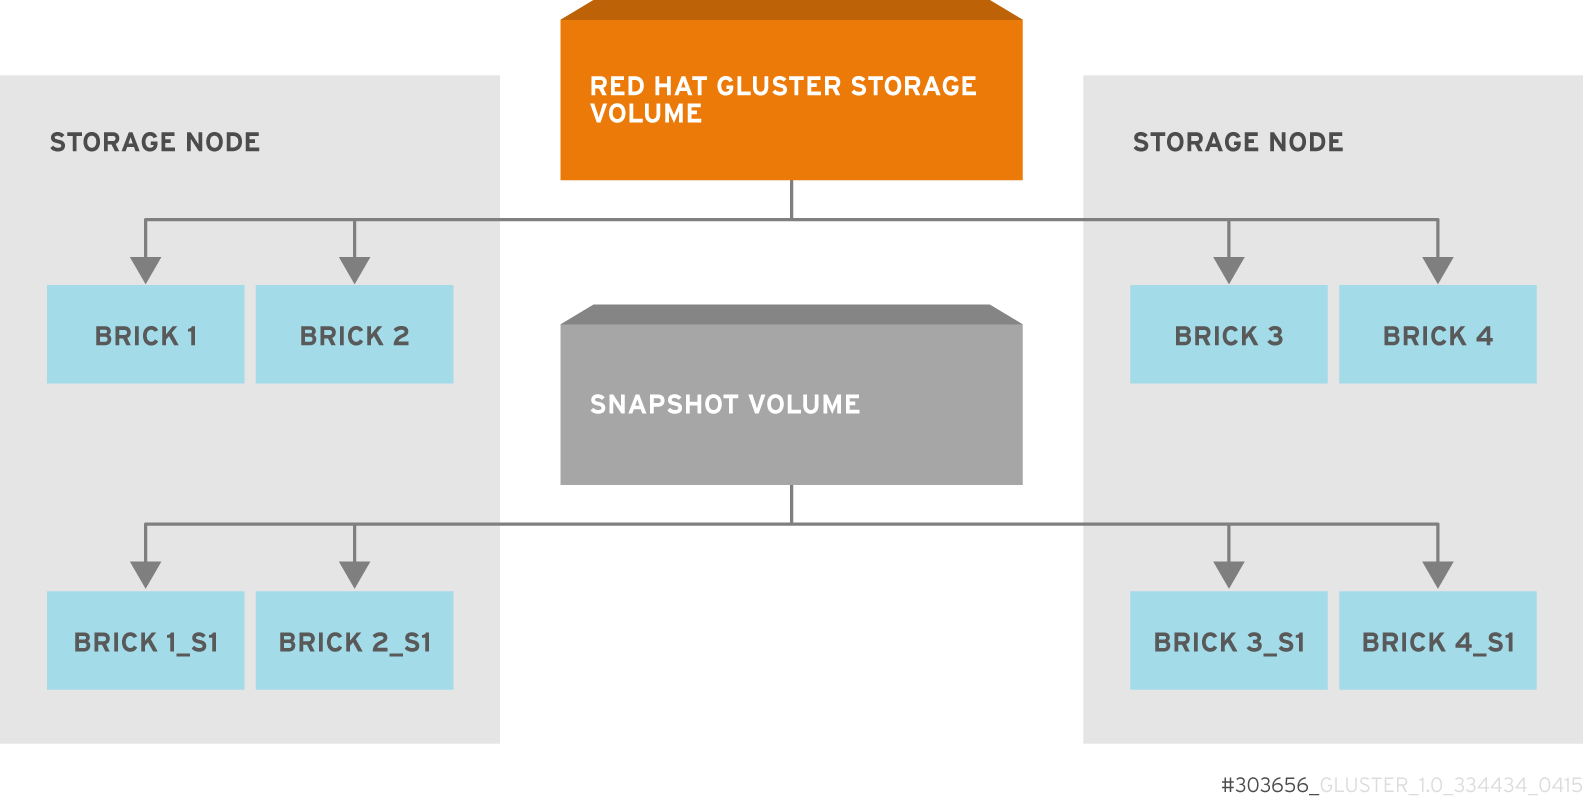 RED HAT GLUSTER STORAGE
VOLUME
STORAGE NODE
STORAGE NODE
BRICK 1
BRICK 2
BRICK 3
BRICK 4
SNAPSHOT VOLUME
BRICK 1_S1
BRICK 2_S1
BRICK 3_S1
BRICK 4_S1
#303656_GLUSTER_1.0_334434_0415